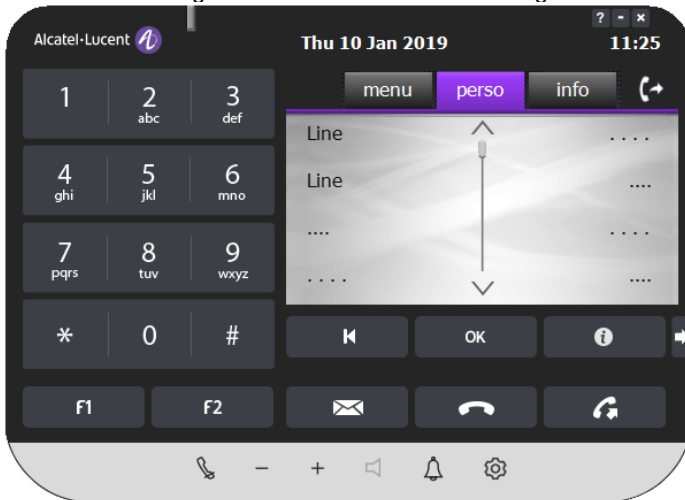 ? - ×
Alcatel·Lucent
Thu 10 Jan 2019
11:25
menu perso info
1 2 abc 3 def
4 ghi 5 jkl 6 mno
7 pqrs 8 tuv 9 wxyz
* 0 #
Line . . . .
Line ....
.... . . . .
. . . . ....
OK
F1 F2
- +